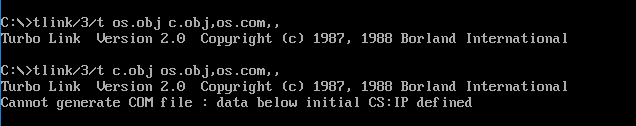 C:\>tlink/3/t os.obj c.obj,os.com,,
Turbo Link  Version 2.0  Copyright (c) 1987, 1988 Borland International
C:\>tlink/3/t c.obj os.obj,os.com,,
Turbo Link  Version 2.0  Copyright (c) 1987, 1988 Borland International
Cannot generate COM file : data below initial CS:IP defined